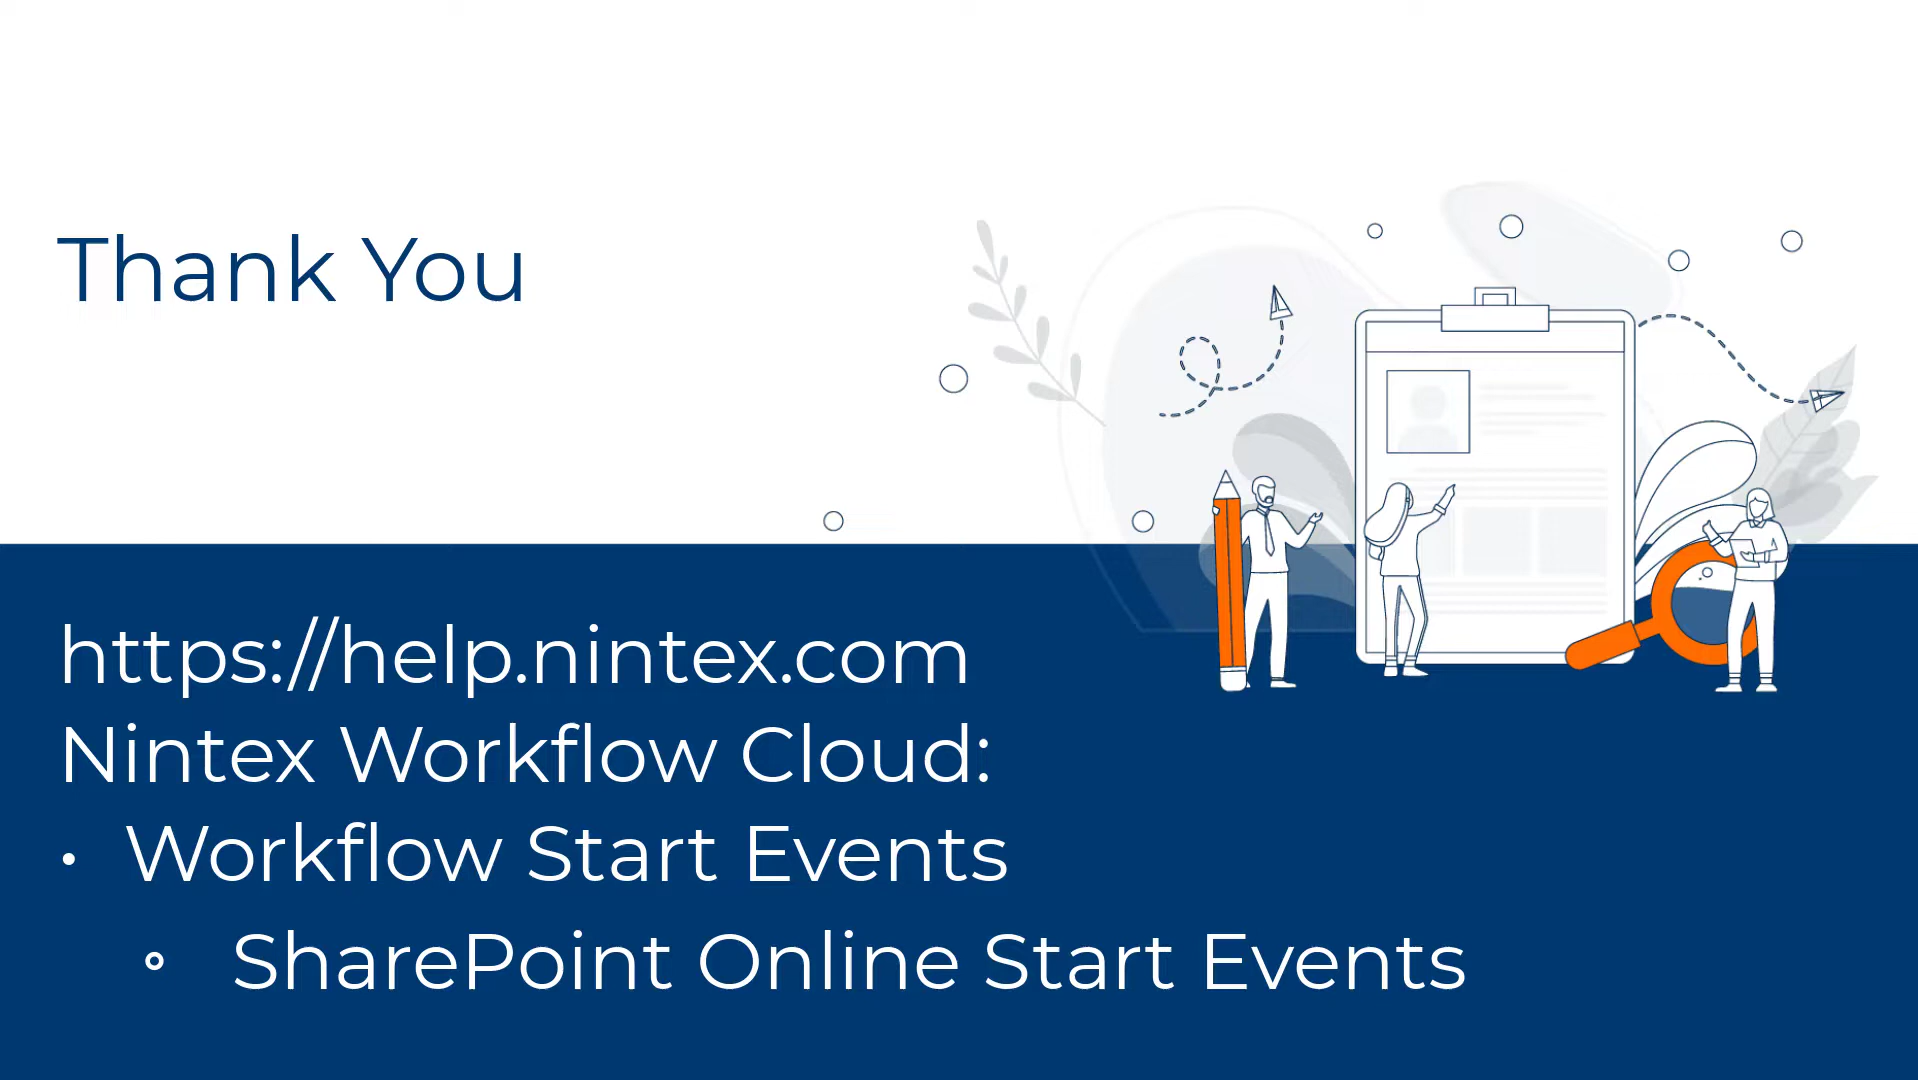 Thank You
https://help.nintex.com
Nintex Workflow Cloud:
• Workflow Start Events
◦ SharePoint Online Start Events